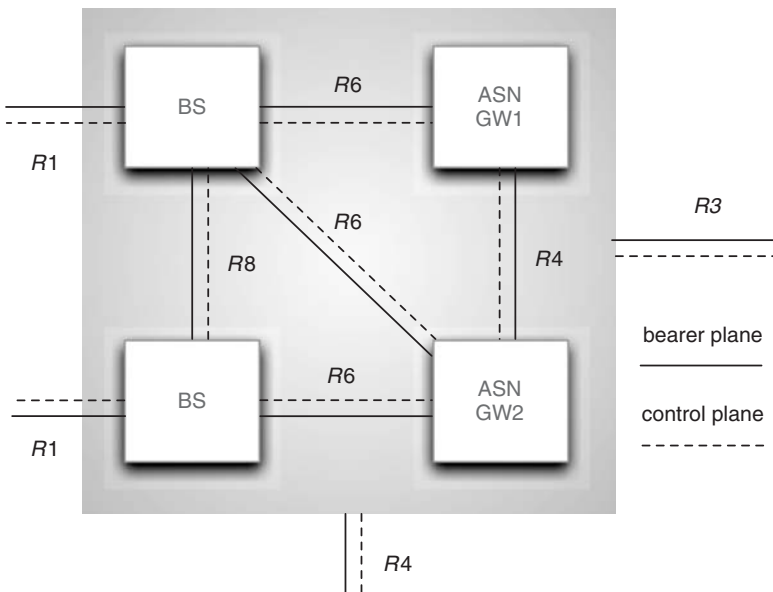 R6
BS
ASN
GW1
R1
R3
R6
R8
R4
bearer plane
R6
BS
ASN
GW2
control plane
R1
R4